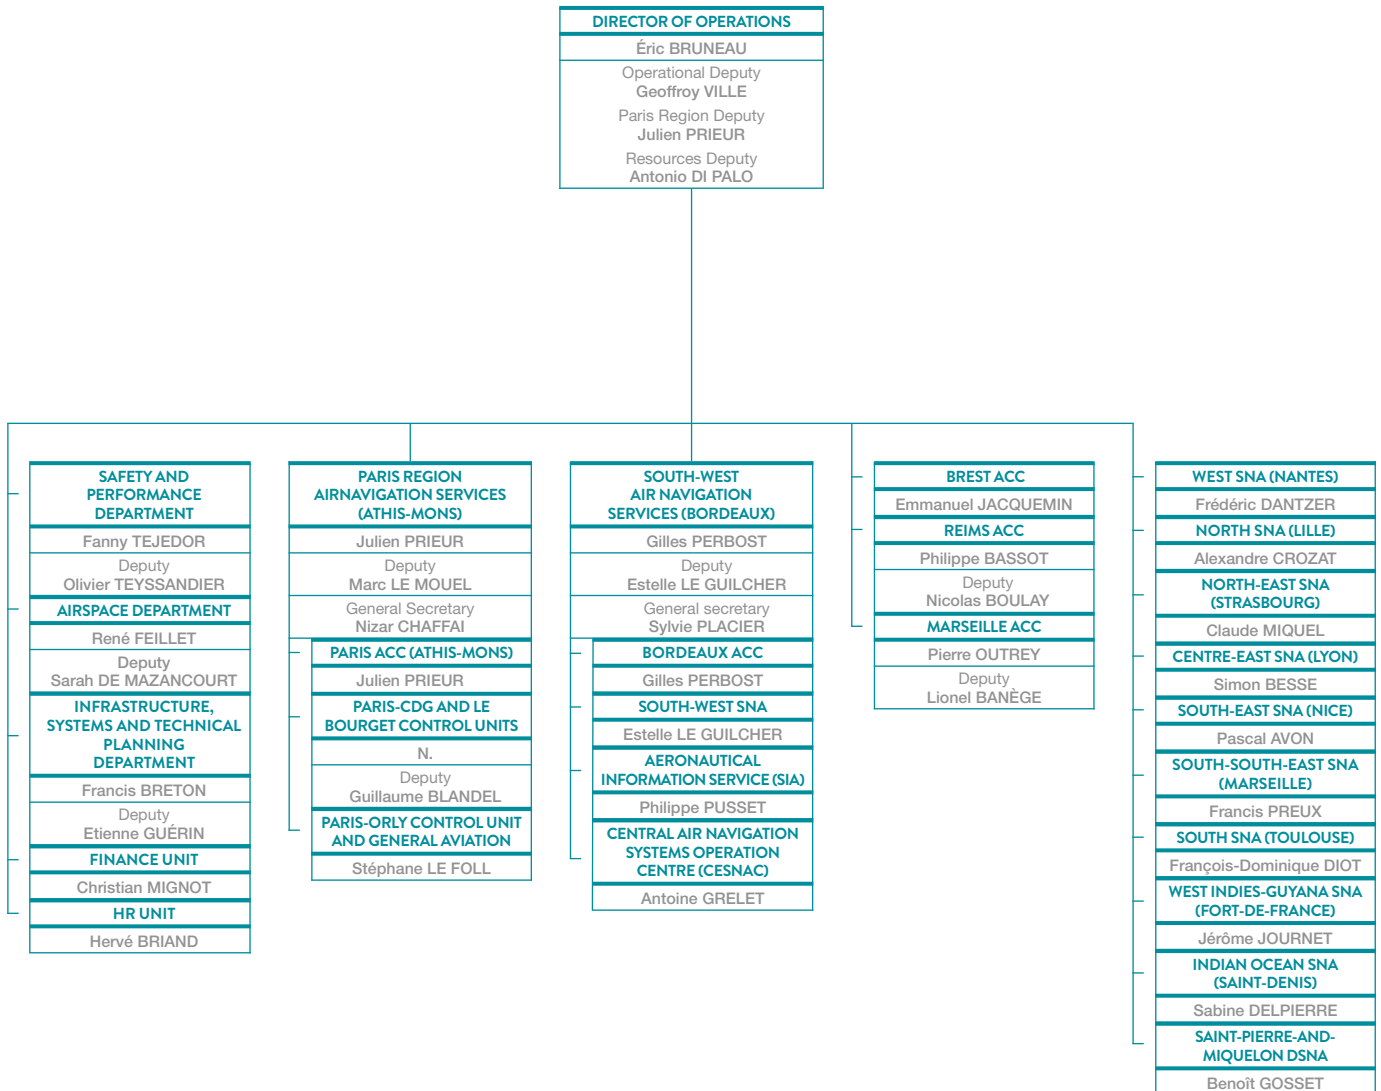 DIRECTOR OF OPERATIONS
Éric BRUNEAU
Operational Deputy
Geoffroy VILLE
Paris Region Deputy
Julien PRIEUR
Resources Deputy
Antonio DI PALO
SAFETY AND
PERFORMANCE
DEPARTMENT
Fanny TEJEDOR
Deputy
Olivier TEYSSANDIER
AIRSPACE DEPARTMENT
René FEILLET
Deputy
Sarah DE MAZANCOURT
INFRASTRUCTURE,
SYSTEMS AND TECHNICAL
PLANNING
DEPARTMENT
Francis BRETON
Deputy
Etienne GUÉRIN
FINANCE UNIT
Christian MIGNOT
HR UNIT
Hervé BRIAND
PARIS REGION
AIRNAVIGATION SERVICES
(ATHIS-MONS)
Julien PRIEUR
Deputy
Marc LE MOUEL
General Secretary
Nizar CHAFFAI
PARIS ACC (ATHIS-MONS)
Julien PRIEUR
PARIS-CDG AND LE
BOURGET CONTROL UNITS
N.
Deputy
Guillaume BLANDEL
PARIS-ORLY CONTROL UNIT
AND GENERAL AVIATION
Stéphane LE FOLL
SOUTH-WEST
AIR NAVIGATION
SERVICES (BORDEAUX)
Gilles PERBOST
Deputy
Estelle LE GUILCHER
General secretary
Sylvie PLACIER
BORDEAUX ACC
Gilles PERBOST
SOUTH-WEST SNA
Estelle LE GUILCHER
AERONAUTICAL
INFORMATION SERVICE (SIA)
Philippe PUSSET
CENTRAL AIR NAVIGATION
SYSTEMS OPERATION
CENTRE (CESNAC)
Antoine GRELET
BREST ACC
Emmanuel JACQUEMIN
REIMS ACC
Philippe BASSOT
Deputy
Nicolas BOULAY
MARSEILLE ACC
Pierre OUTREY
Deputy
Lionel BANÈGE
WEST SNA (NANTES)
Frédéric DANTZER
NORTH SNA (LILLE)
Alexandre CROZAT
NORTH-EAST SNA
(STRASBOURG)
Claude MIQUEL
CENTRE-EAST SNA (LYON)
Simon BESSE
SOUTH-EAST SNA (NICE)
Pascal AVON
SOUTH-SOUTH-EAST SNA
(MARSEILLE)
Francis PREUX
SOUTH SNA (TOULOUSE)
François-Dominique DIOT
WEST INDIES-GUYANA SNA
(FORT-DE-FRANCE)
Jérôme JOURNET
INDIAN OCEAN SNA
(SAINT-DENIS)
Sabine DELPIERRE
SAINT-PIERRE-AND-
MIQUELON DSNA
Benoît GOSSET